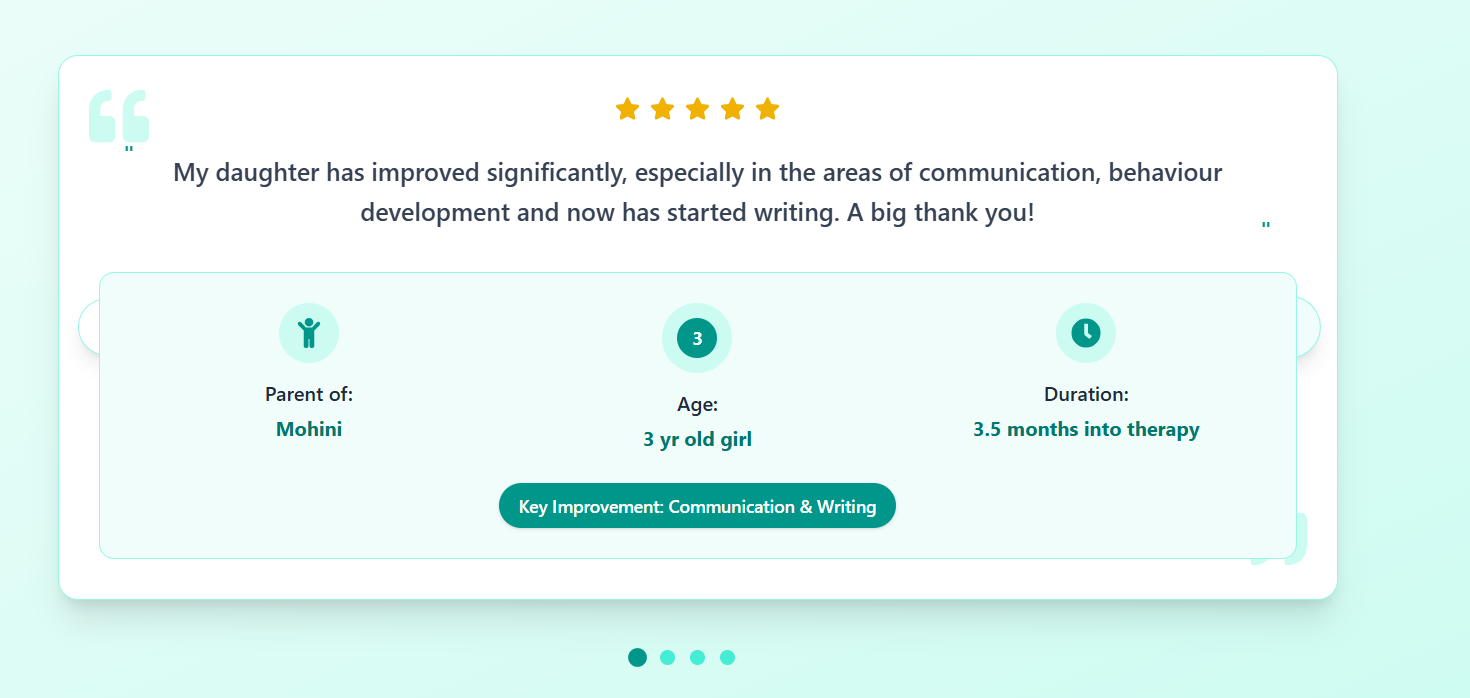 "
My daughter has improved significantly, especially in the areas of communication, behaviour
development and now has started writing. A big thank you!
"
3
Parent of:
Mohini
Age:
3 yr old girl
Duration:
3.5 months into therapy
Key Improvement: Communication & Writing